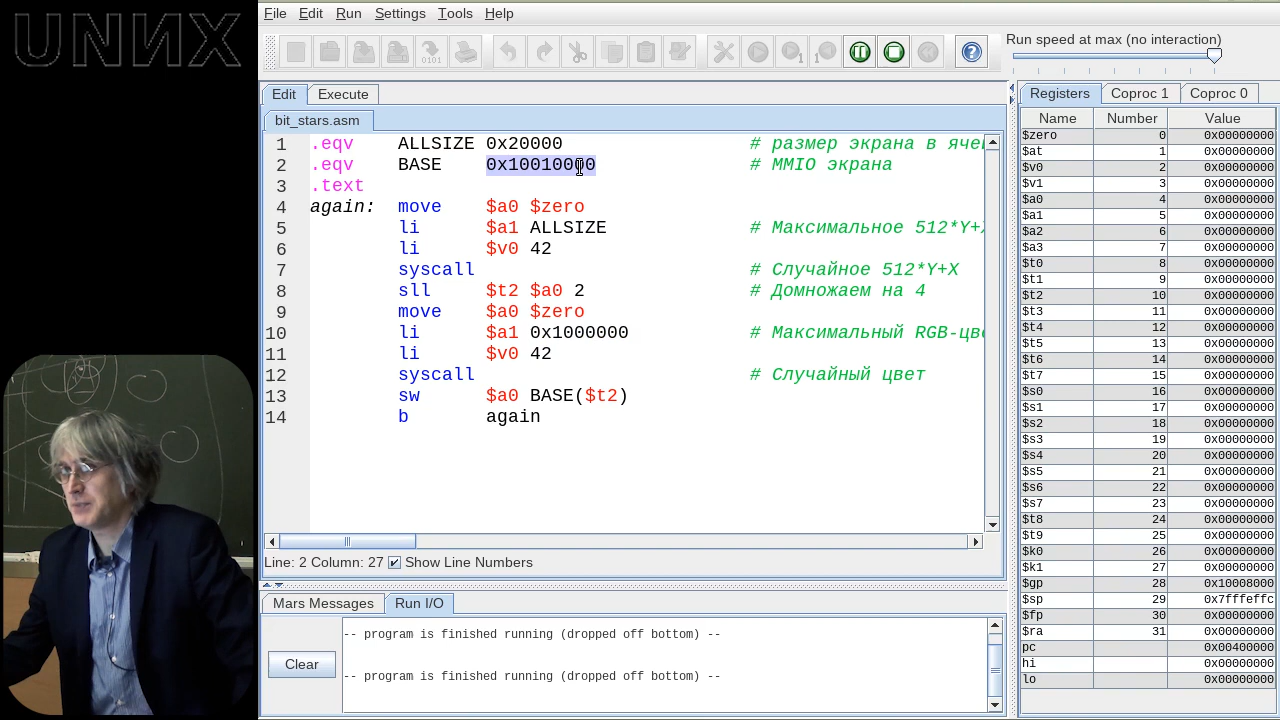 UNИX
File Edit Run Settings Tools Help
Run speed at max (no interaction)
Edit Execute
bit_stars.asm
1 .eqv ALLSIZE 0x20000 # размер экрана в яче
2 .eqv BASE 0x10010000 # MMIO экрана
3 .text
4 again: move $a0 $zero
5 li $a1 ALLSIZE # Максимальное 512*Y+X
6 li $v0 42
7 syscall # Случайное 512*Y+X
8 sll $t2 $a0 2 # Домножаем на 4
9 move $a0 $zero
10 li $a1 0x1000000 # Максимальный RGB-цве
11 li $v0 42
12 syscall # Случайный цвет
13 sw $a0 BASE($t2)
14 b again
Line: 2 Column: 27 Show Line Numbers
Mars Messages Run I/O
Clear
-- program is finished running (dropped off bottom) --
-- program is finished running (dropped off bottom) --
Registers Coproc 1 Coproc 0
Name Number Value
$zero 0 0x00000000
$at 1 0x00000000
$v0 2 0x00000000
$v1 3 0x00000000
$a0 4 0x00000000
$a1 5 0x00000000
$a2 6 0x00000000
$a3 7 0x00000000
$t0 8 0x00000000
$t1 9 0x00000000
$t2 10 0x00000000
$t3 11 0x00000000
$t4 12 0x00000000
$t5 13 0x00000000
$t6 14 0x00000000
$t7 15 0x00000000
$s0 16 0x00000000
$s1 17 0x00000000
$s2 18 0x00000000
$s3 19 0x00000000
$s4 20 0x00000000
$s5 21 0x00000000
$s6 22 0x00000000
$s7 23 0x00000000
$t8 24 0x00000000
$t9 25 0x00000000
$k0 26 0x00000000
$k1 27 0x00000000
$gp 28 0x10008000
$sp 29 0x7fffeffc
$fp 30 0x00000000
$ra 31 0x00000000
pc 0x00400000
hi 0x00000000
lo 0x00000000